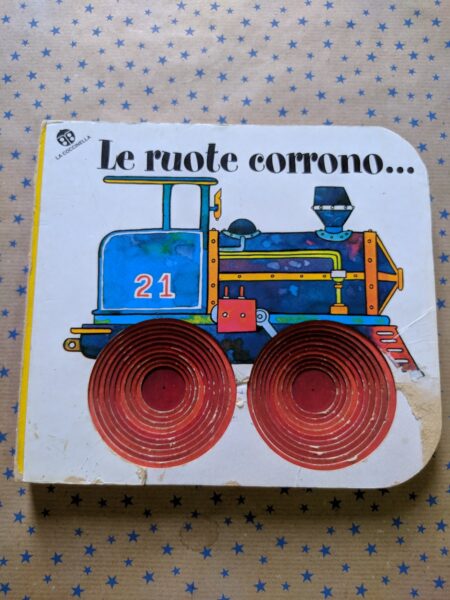 LA COCCINELLA
Le ruote corrono...
21